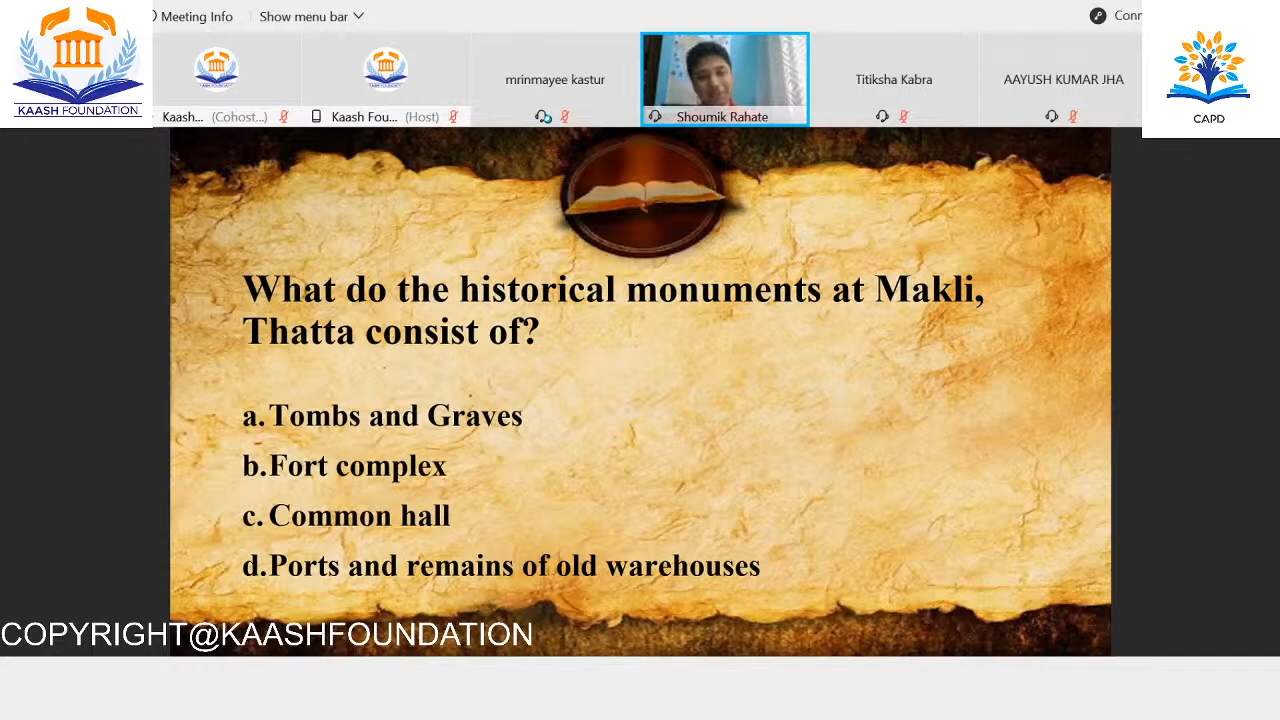 Meeting Info Show menu bar
KAASH FOUNDATION
Kaash... (Cohost...)
Kaash Fou... (Host)
mrinmayee kastur
Shoumik Rahate
Titiksha Kabra
AAYUSH KUMAR JHA
Conn
CAPD
What do the historical monuments at Makli,
Thatta consist of?
a. Tombs and Graves
b. Fort complex
c. Common hall
d. Ports and remains of old warehouses
COPYRIGHT@KAASHFOUNDATION